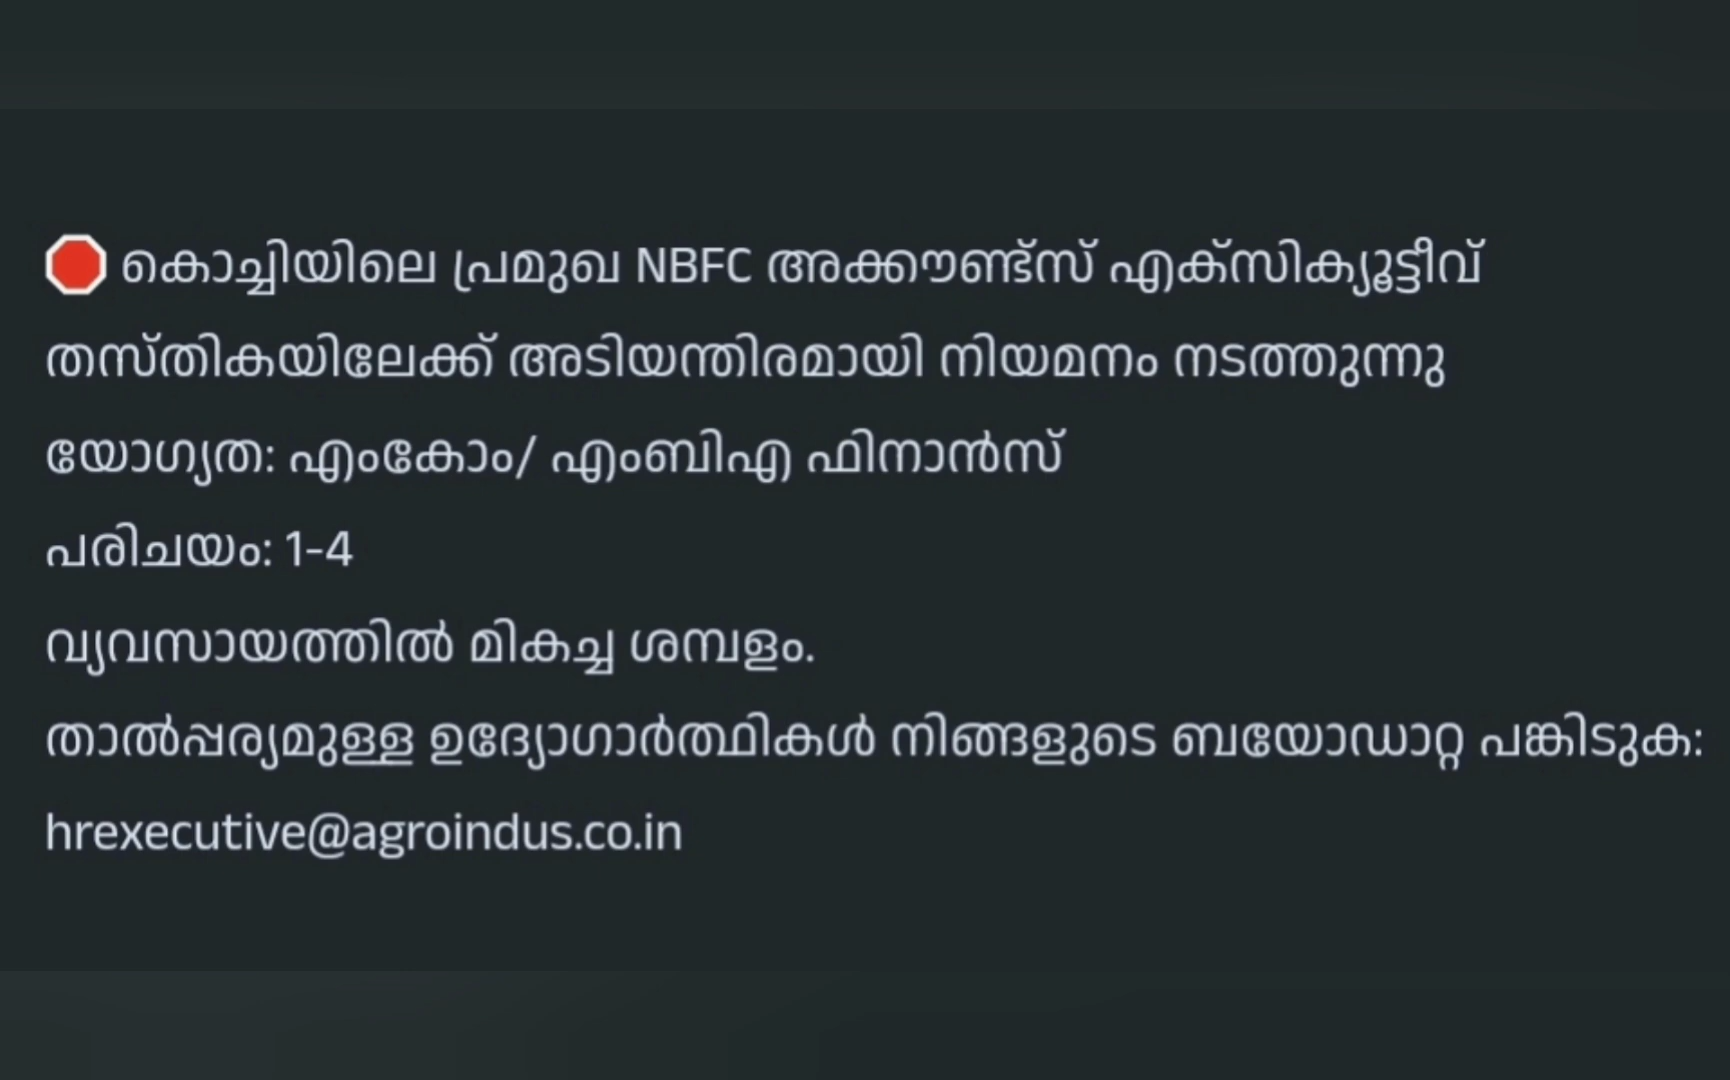 🛑 കൊച്ചിയിലെ പ്രമുഖ NBFC അക്കൗണ്ട്സ് എക്സിക്യൂട്ടീവ്
തസ്തികയിലേക്ക് അടിയന്തിരമായി നിയമനം നടത്തുന്നു
യോഗ്യത: എംകോം/ എംബിഎ ഫിനാൻസ്
പരിചയം: 1-4
വ്യവസായത്തിൽ മികച്ച ശമ്പളം.
താൽപ്പര്യമുള്ള ഉദ്യോഗാർത്ഥികൾ നിങ്ങളുടെ ബയോഡാറ്റ പങ്കിടുക:
hrexecutive@agroindus.co.in